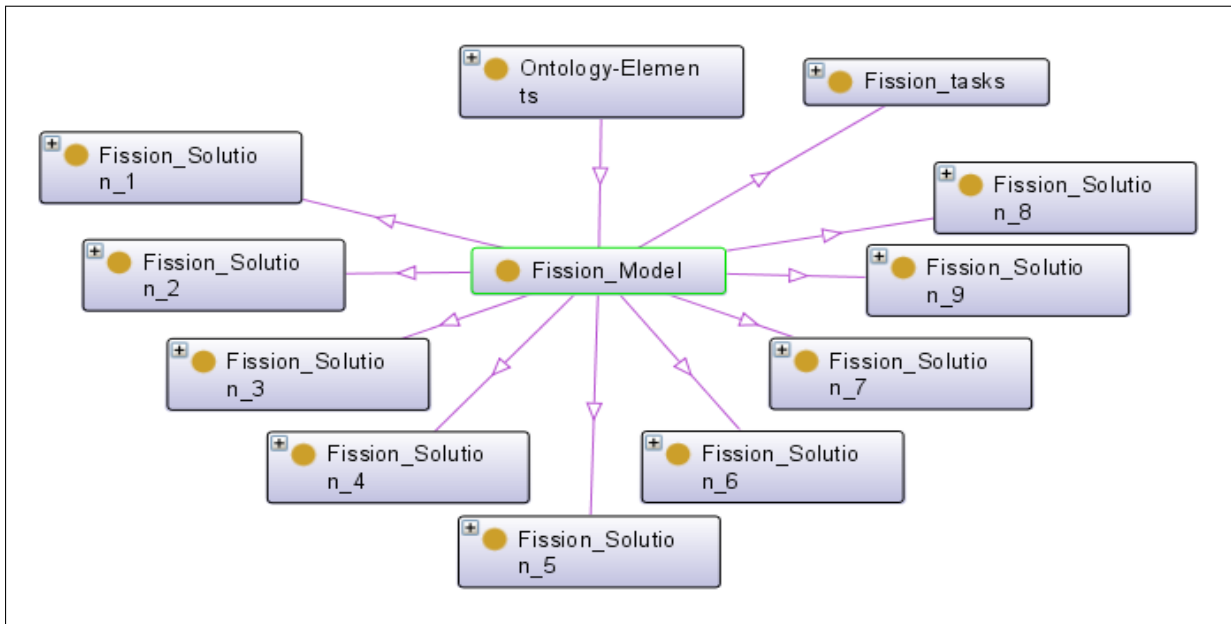 Ontology-Elemen
ts
Fission_tasks
Fission_Solutio
n_1
Fission_Solutio
n_8
Fission_Solutio
n_2
Fission_Model
Fission_Solutio
n_9
Fission_Solutio
n_3
Fission_Solutio
n_7
Fission_Solutio
n_4
Fission_Solutio
n_6
Fission_Solutio
n_5